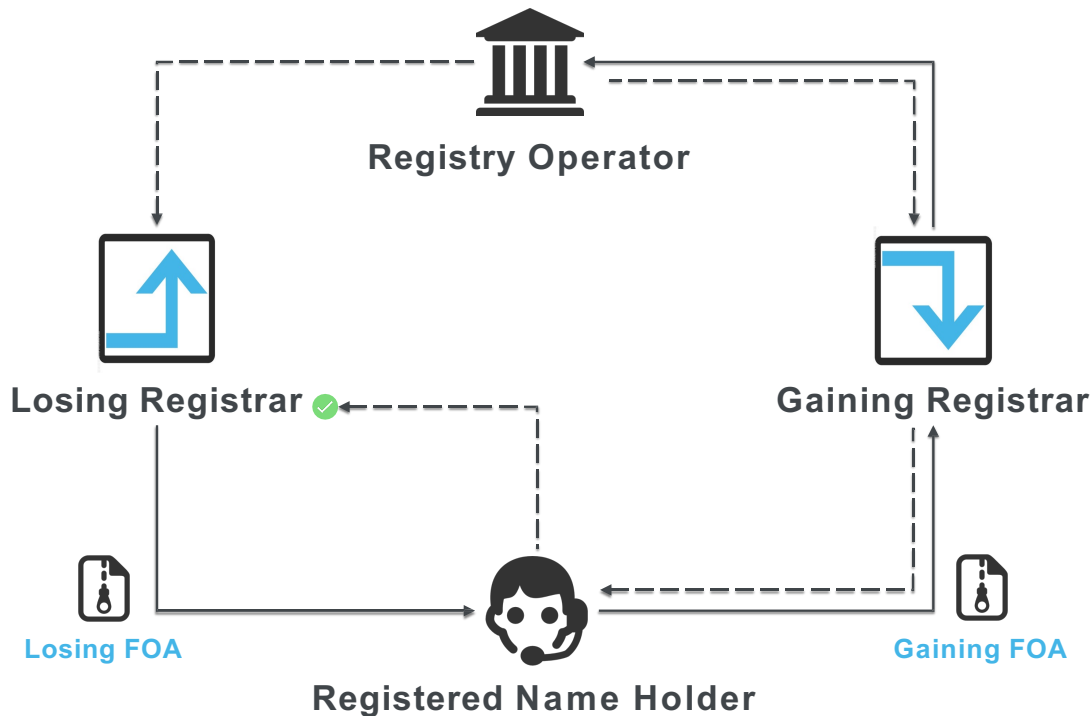 Registry Operator
Losing Registrar
Gaining Registrar
Losing FOA
Gaining FOA
Registered Name Holder